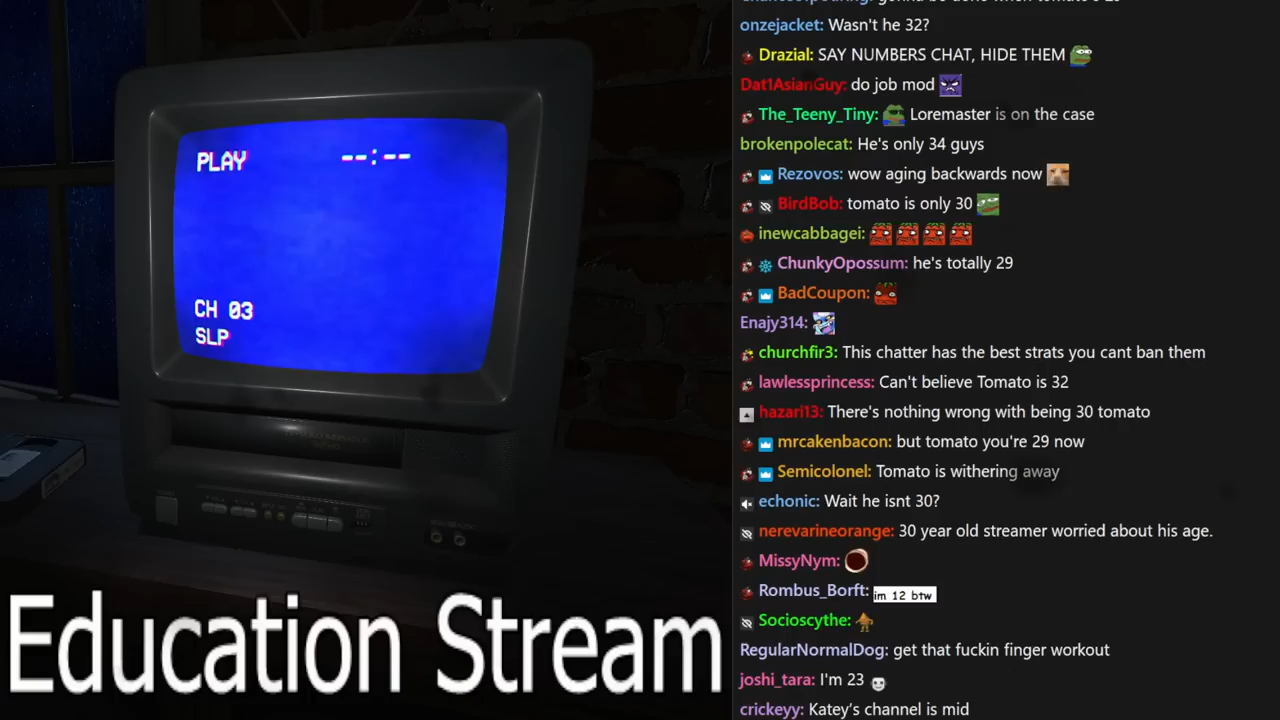 PLAY --:--
CH 03
SLP
Education Stream
onzejacket: Wasn't he 32?
Drazial: SAY NUMBERS CHAT, HIDE THEM
Dat1AsianGuy: do job mod
The_Teeny_Tiny: Loremaster is on the case
brokenpolecat: He's only 34 guys
Rezovos: wow aging backwards now
BirdBob: tomato is only 30
inewcabbagei:
ChunkyOpossum: he's totally 29
BadCoupon:
Enajy314:
churchfir3: This chatter has the best strats you cant ban them
lawlessprincess: Can't believe Tomato is 32
hazari13: There's nothing wrong with being 30 tomato
mrcakenbacon: but tomato you're 29 now
Semicolonel: Tomato is withering away
echonic: Wait he isnt 30?
nerevarineorange: 30 year old streamer worried about his age.
MissyNym:
Rombus_Borft: im 12 btw
Socioscythe:
RegularNormalDog: get that fuckin finger workout
joshi_tara: I'm 23
crickeyy: Katey's channel is mid